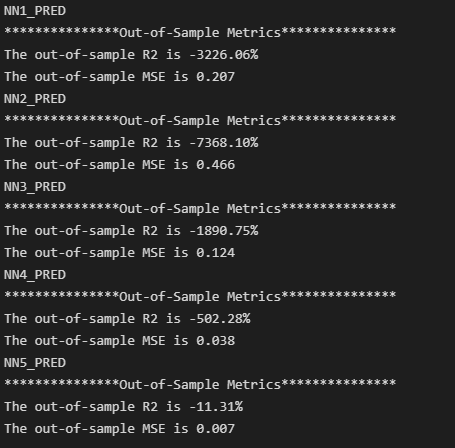 NN1_PRED
***************Out-of-Sample Metrics***************
The out-of-sample R2 is -3226.06%
The out-of-sample MSE is 0.207
NN2_PRED
***************Out-of-Sample Metrics***************
The out-of-sample R2 is -7368.10%
The out-of-sample MSE is 0.466
NN3_PRED
***************Out-of-Sample Metrics***************
The out-of-sample R2 is -1890.75%
The out-of-sample MSE is 0.124
NN4_PRED
***************Out-of-Sample Metrics***************
The out-of-sample R2 is -502.28%
The out-of-sample MSE is 0.038
NN5_PRED
***************Out-of-Sample Metrics***************
The out-of-sample R2 is -11.31%
The out-of-sample MSE is 0.007